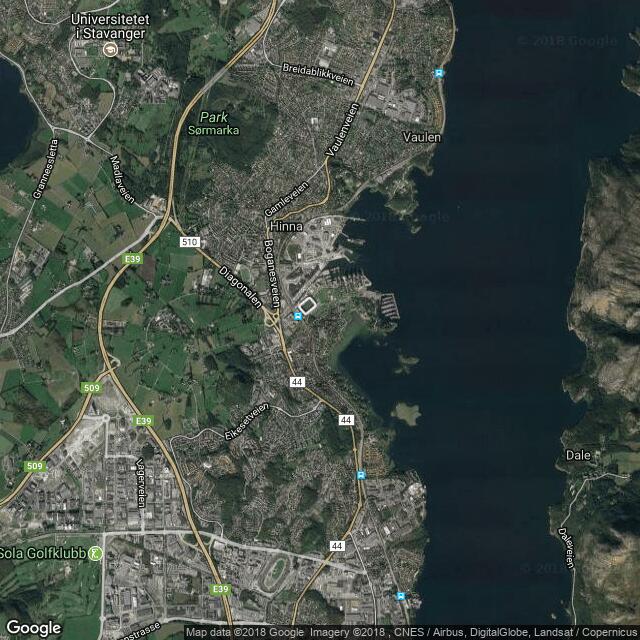 Universitetet
i Stavanger
Breidablikkveien
© 2018 Google
Park
Sørmarka
Vaulenveien
Vaulen
Grannessletta
Madlaveien
Gamleveien
Hinna
510
E39
Boganesveien
Diagonalen
509
44
E39
Eikesetveien
44
509
Dale
Daleveien
44
Sola Golfklubb
E39
Google
Map data ©2018 Google Imagery ©2018 , CNES / Airbus, DigitalGlobe, Landsat / Copernicus